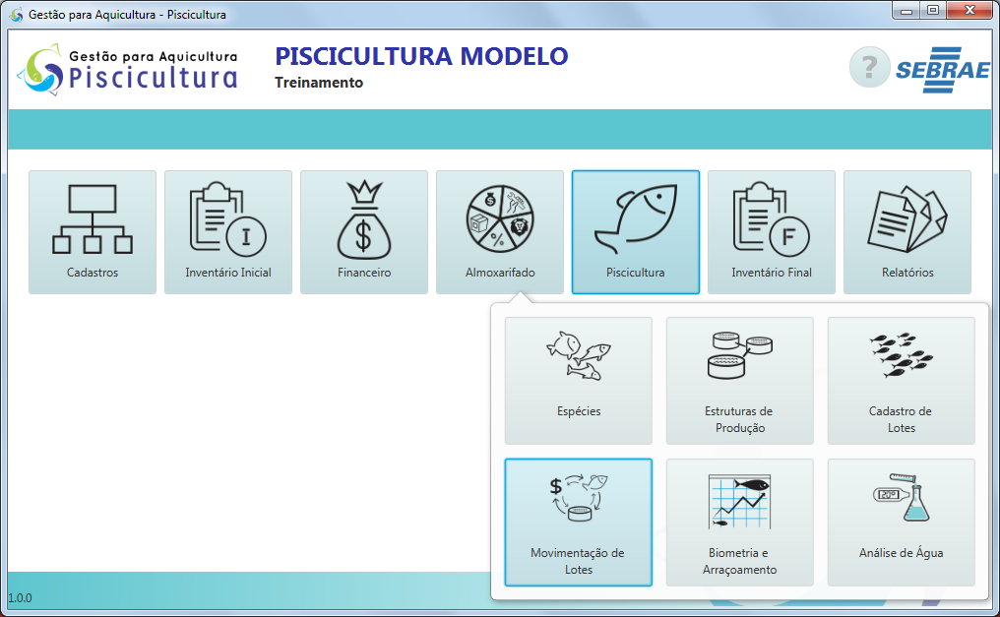 Gestão para Aquicultura - Piscicultura
Gestão para Aquicultura
Piscicultura
PISCICULTURA MODELO
Treinamento
?
SEBRAE
Cadastros
I
Inventário Inicial
$
Financeiro
$
%
Almoxarifado
Piscicultura
F
Inventário Final
Relatórios
Espécies
Estruturas de
Produção
Cadastro de
Lotes
$
Movimentação de
Lotes
Biometria e
Arraçoamento
20°
Análise de Água
1.0.0